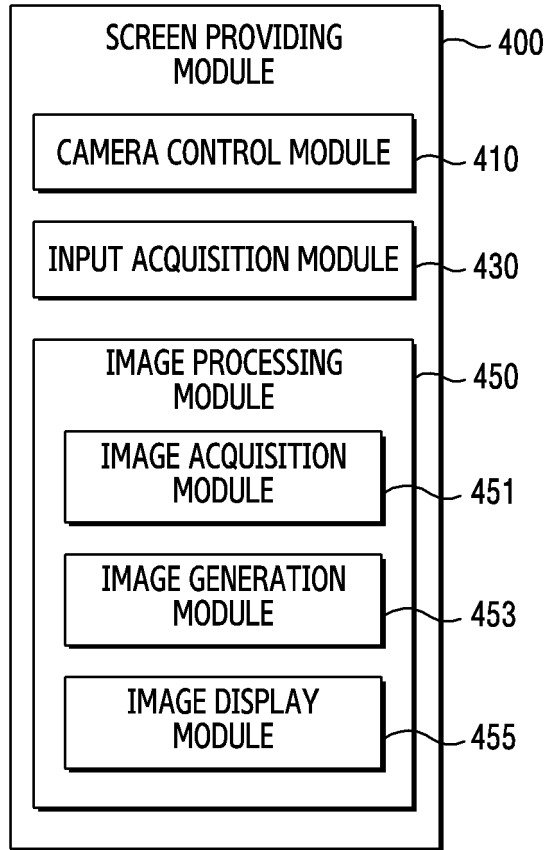 SCREEN PROVIDING
MODULE
400
CAMERA CONTROL MODULE
410
INPUT ACQUISITION MODULE
430
IMAGE PROCESSING
MODULE
450
IMAGE ACQUISITION
MODULE
451
IMAGE GENERATION
MODULE
453
IMAGE DISPLAY
MODULE
455